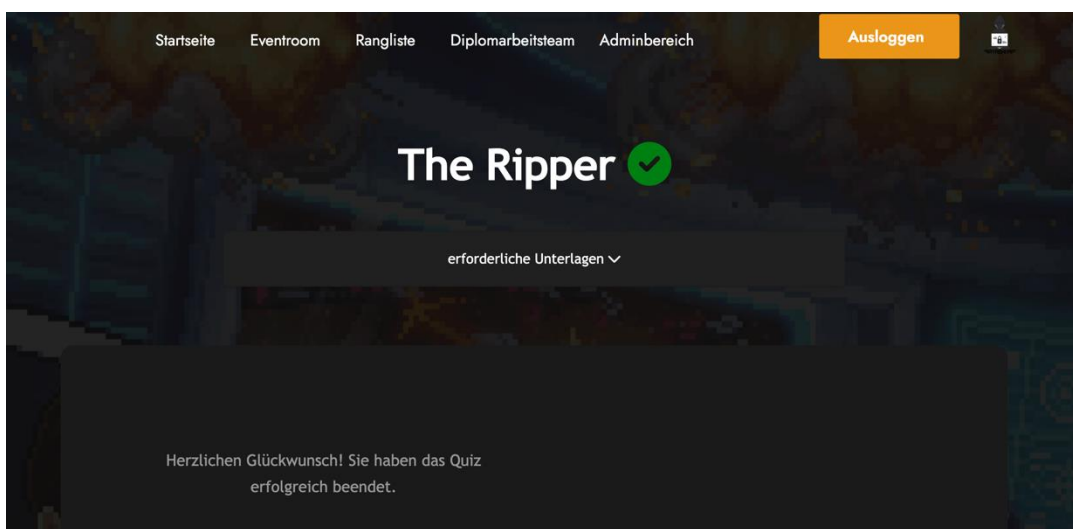 Startseite Eventroom Rangliste Diplomarbeitsteam Adminbereich Ausloggen
The Ripper
erforderliche Unterlagen
Herzlichen Glückwunsch! Sie haben das Quiz
erfolgreich beendet.